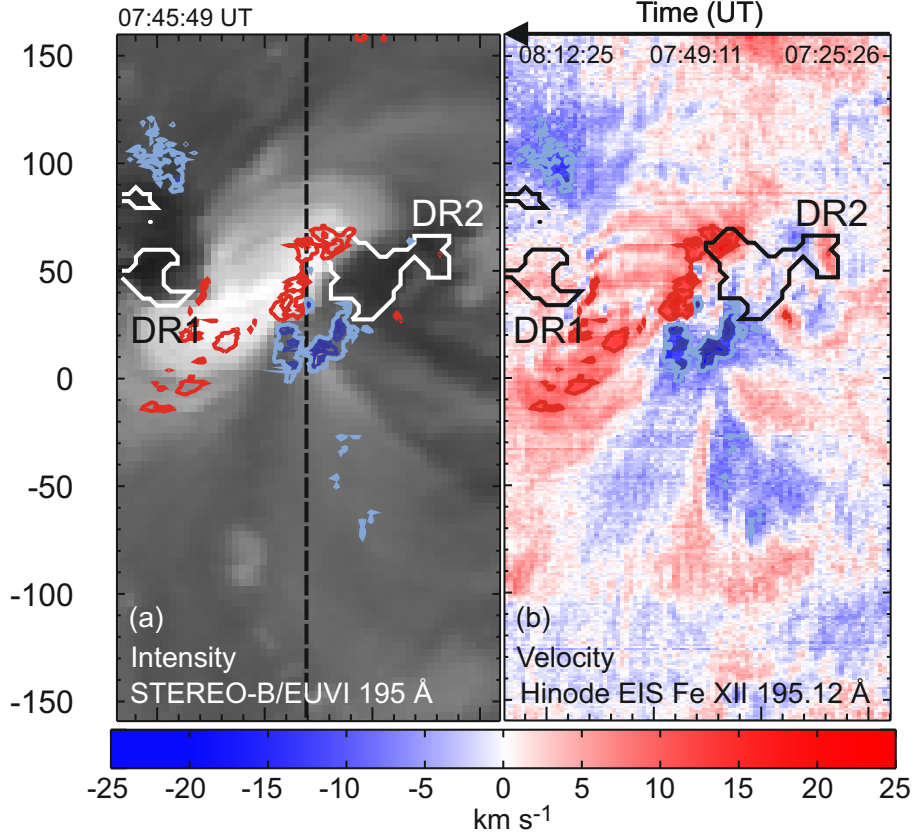 07:45:49 UT
Time (UT)
08:12:25 07:49:11 07:25:26
160
100
50
0
-50
-100
-150
DR1
DR2
(a)
Intensity
STEREO-B/EUVI 195 Å
DR1
DR2
(b)
Velocity
Hinode EIS Fe XII 195.12 Å
-25 -20 -15 -10 -5 0 5 10 15 20 25
km s⁻¹